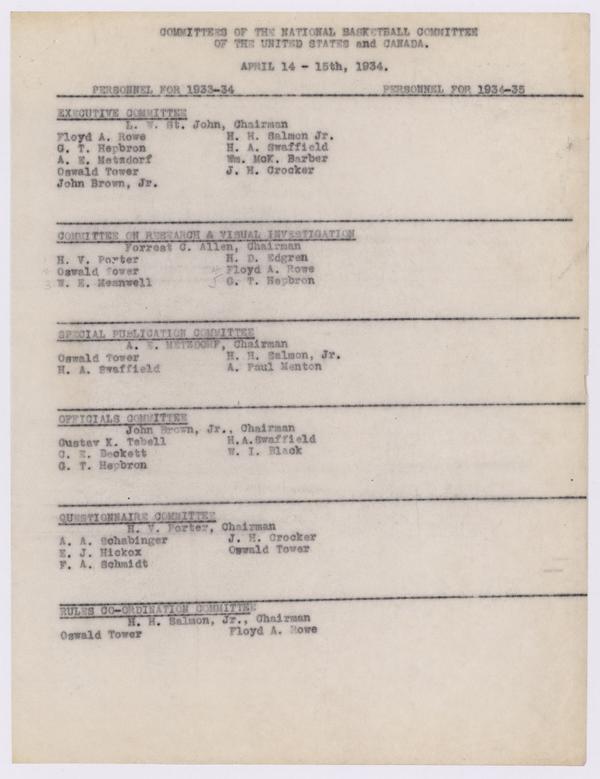 COMMITTEES OF THE NATIONAL BASKETBALL COMMITTEE
OF THE UNITED STATES and CANADA.
APRIL 14 - 15th, 1934.
PERSONNEL FOR 1933-34 PERSONNEL FOR 1934-35
EXECUTIVE COMMITTEE
L. W. St. John, Chairman
Floyd A. Rowe H. H. Salmon Jr.
G. T. Hepbron H. A. Swaffield
A. E. Metzdorf Wm. McK. Barber
Oswald Tower J. H. Crocker
John Brown, Jr.
COMMITTEE ON RESEARCH & VISUAL INVESTIGATION
Forrest C. Allen, Chairman
H. V. Porter H. D. Edgren
Oswald Tower Floyd A. Rowe
3 W. E. Meanwell 5 G. T. Hepbron
SPECIAL PUBLICATION COMMITTEE
A. E. METZDORF, Chairman
Oswald Tower H. H. Salmon, Jr.
H. A. Swaffield A. Paul Menton
OFFICIALS COMMITTEE
John Brown, Jr., Chairman
Gustav K. Tebell H.A.Swaffield
C. E. Beckett W. I. Black
G. T. Hepbron
QUESTIONNAIRE COMMITTEE
H. V. Porter, Chairman
A. A. Schabinger J. H. Crocker
E. J. Hickox Oswald Tower
F. A. Schmidt
RULES CO-ORDINATION COMMITTEE
H. H. Salmon, Jr., Chairman
Oswald Tower Floyd A. Rowe